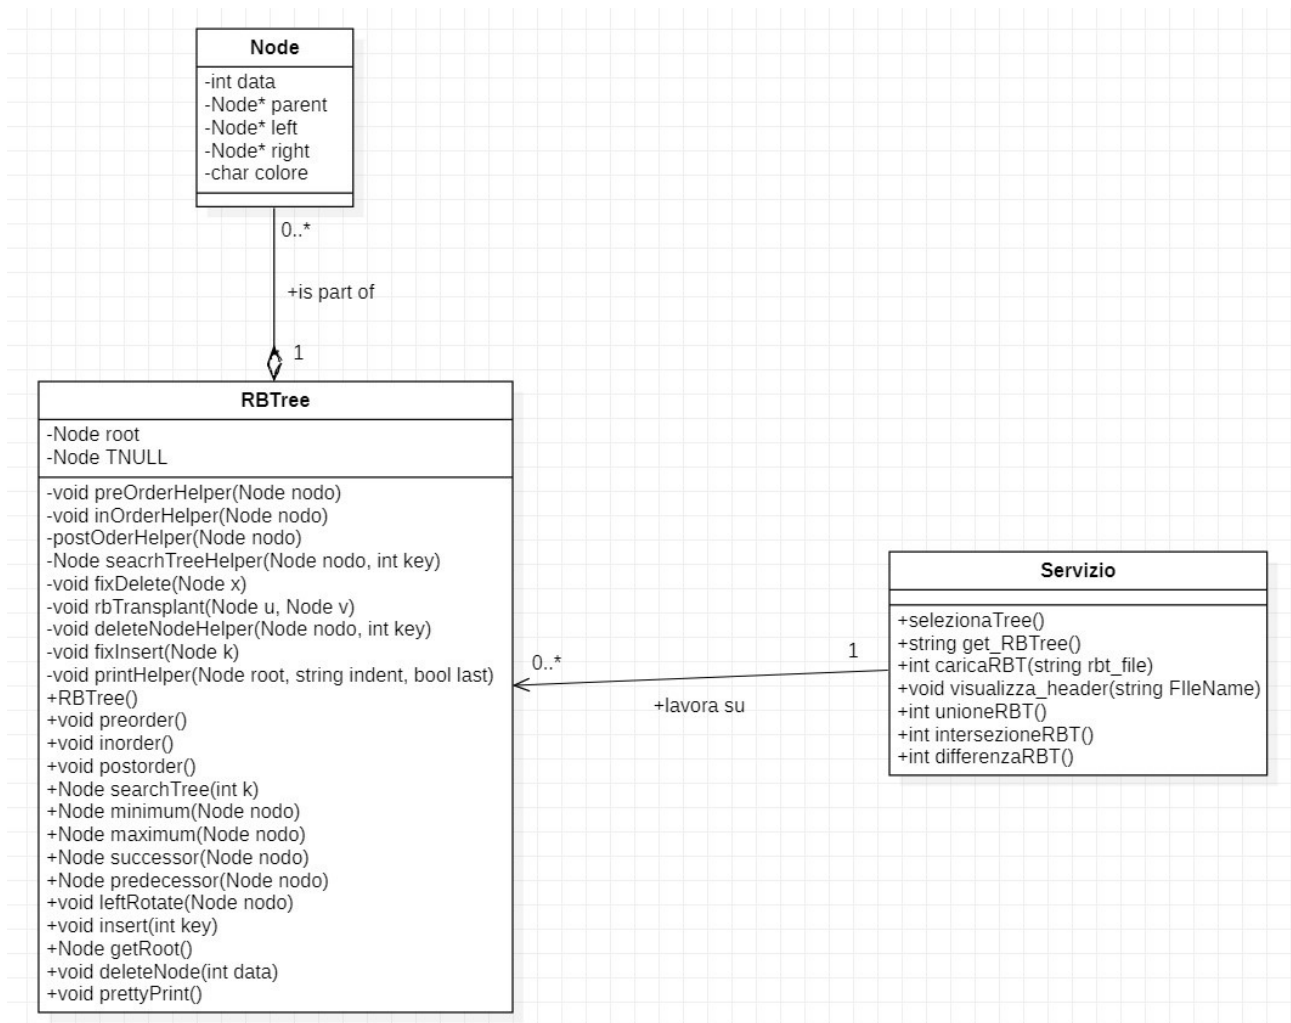 Node
-int data
-Node* parent
-Node* left
-Node* right
-char colore
0..*
+is part of
1
RBTree
-Node root
-Node TNULL
-void preOrderHelper(Node nodo)
-void inOrderHelper(Node nodo)
-postOderHelper(Node nodo)
-Node seacrhTreeHelper(Node nodo, int key)
-void fixDelete(Node x)
-void rbTransplant(Node u, Node v)
-void deleteNodeHelper(Node nodo, int key)
-void fixInsert(Node k)
-void printHelper(Node root, string indent, bool last)
+RBTree()
+void preorder()
+void inorder()
+void postorder()
+Node searchTree(int k)
+Node minimum(Node nodo)
+Node maximum(Node nodo)
+Node successor(Node nodo)
+Node predecessor(Node nodo)
+void leftRotate(Node nodo)
+void insert(int key)
+Node getRoot()
+void deleteNode(int data)
+void prettyPrint()
0..*
1
+lavora su
Servizio
+selezionaTree()
+string get_RBTree()
+int caricaRBT(string rbt_file)
+void visualizza_header(string FIleName)
+int unioneRBT()
+int intersezioneRBT()
+int differenzaRBT()